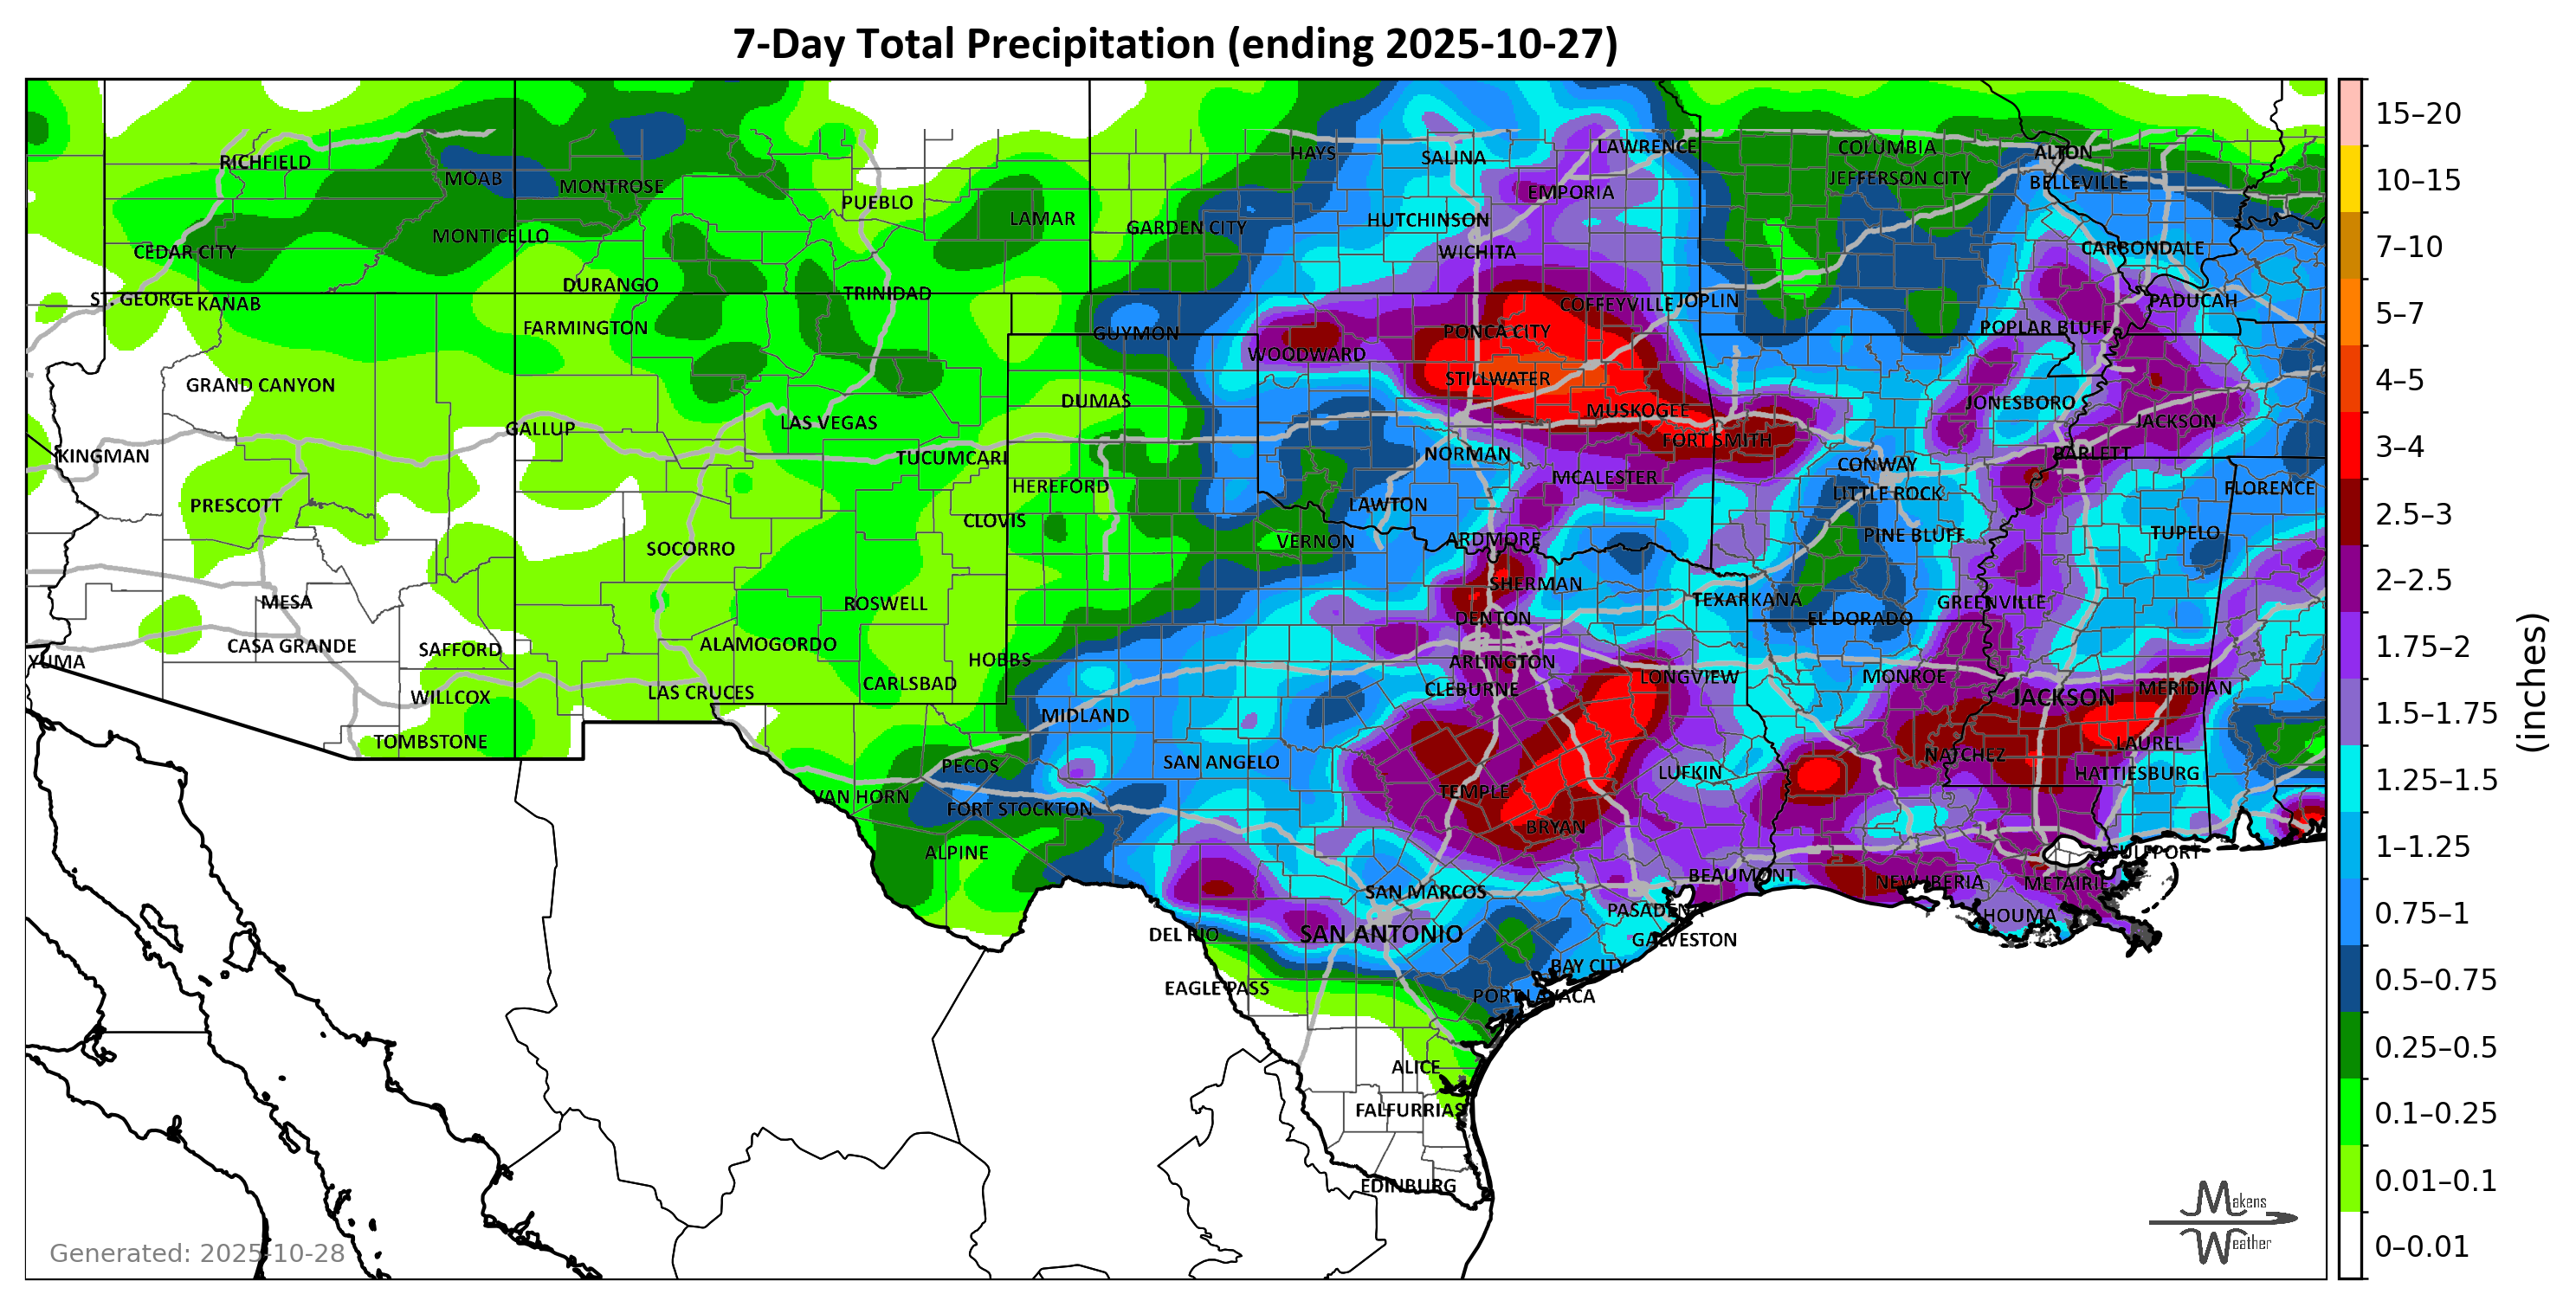 7-Day Total Precipitation (ending 2025-10-27)
HAYS
SALINA
LAWRENCE
COLUMBIA
ALTON
RICHFIELD
MOAB
MONTROSE
EMPORIA
JEFFERSON CITY
BELLEVILLE
PUEBLO
LAMAR
GARDEN CITY
HUTCHINSON
MONTICELLO
CEDAR CITY
WICHITA
CARBONDALE
DURANGO
TRINIDAD
ST. GEORGE
KANAB
COFFEYVILLE
JOPLIN
PADUCAH
FARMINGTON
GUYMON
PONCA CITY
POPLAR BLUFF
WOODWARD
GRAND CANYON
STILLWATER
DUMAS
MUSKOGEE
JONESBORO
LAS VEGAS
JACKSON
GALLUP
FORT SMITH
KINGMAN
TUCUMCARI
NORMAN
BARLETT
CONWAY
MCALESTER
HEREFORD
LITTLE ROCK
FLORENCE
PRESCOTT
LAWTON
CLOVIS
VERNON
ARDMORE
PINE BLUFF
TUPELO
SOCORRO
SHERMAN
MESA
ROSWELL
TEXARKANA
GREENVILLE
DENTON
EL DORADO
CASA GRANDE
SAFFORD
ALAMOGORDO
YUMA
HOBBS
ARLINGTON
LONGVIEW
MONROE
CARLSBAD
CLEBURNE
WILLCOX
LAS CRUCES
JACKSON
MERIDIAN
MIDLAND
TOMBSTONE
LAUREL
PECOS
SAN ANGELO
NATCHEZ
LUFKIN
HATTIESBURG
VAN HORN
TEMPLE
FORT STOCKTON
BRYAN
ALPINE
GULFPORT
BEAUMONT
SAN MARCOS
NEW IBERIA
METAIRIE
PASADENA
HOUMA
DEL RIO
SAN ANTONIO
GALVESTON
BAY CITY
EAGLE PASS
PORT LAVACA
ALICE
FALFURRIAS
EDINBURG
Generated: 2025-10-28
Makens
Weather
15–20
10–15
7–10
5–7
4–5
3–4
2.5–3
2–2.5
1.75–2
1.5–1.75
1.25–1.5
1–1.25
0.75–1
0.5–0.75
0.25–0.5
0.1–0.25
0.01–0.1
0–0.01
(inches)